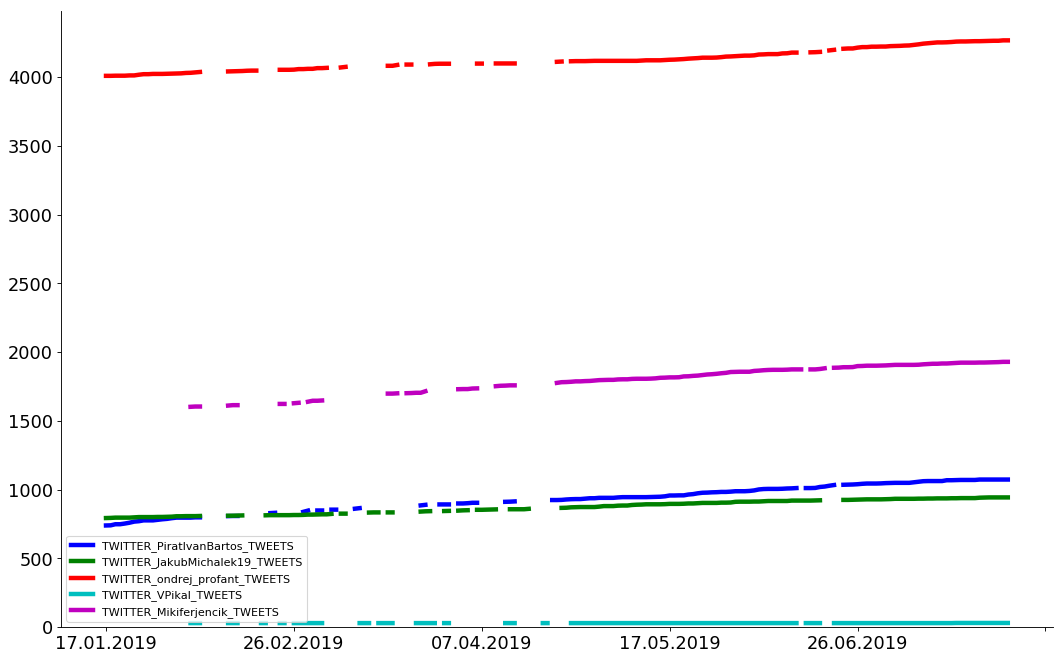 4000
3500
3000
2500
2000
1500
1000
500
0
TWITTER_PiratIvanBartos_TWEETS
TWITTER_JakubMichalek19_TWEETS
TWITTER_ondrej_profant_TWEETS
TWITTER_VPikal_TWEETS
TWITTER_Mikiferjencik_TWEETS
17.01.2019 26.02.2019 07.04.2019 17.05.2019 26.06.2019